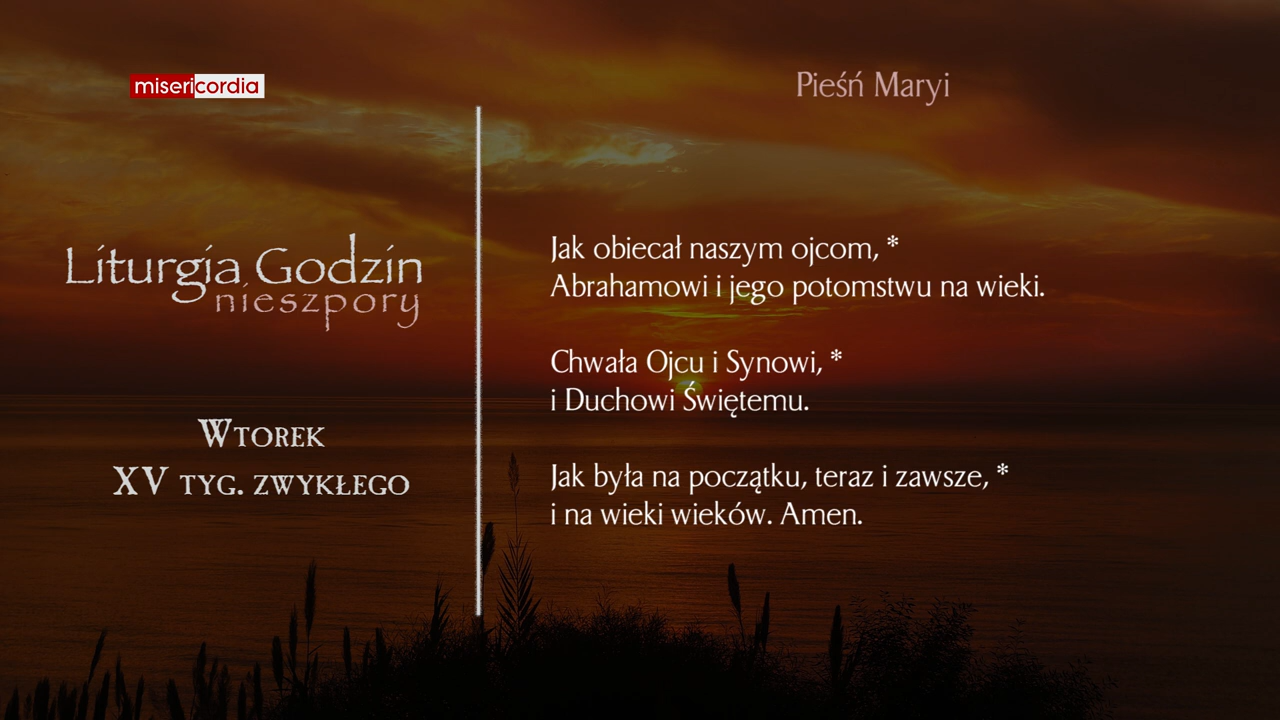 misericordia
Liturgia Godzin
nieszpory
Wtorek
XV tyg. zwykłego
Pieśń Maryi
Jak obiecał naszym ojcom, *
Abrahamowi i jego potomstwu na wieki.
Chwała Ojcu i Synowi, *
i Duchowi Świętemu.
Jak była na początku, teraz i zawsze, *
i na wieki wieków. Amen.